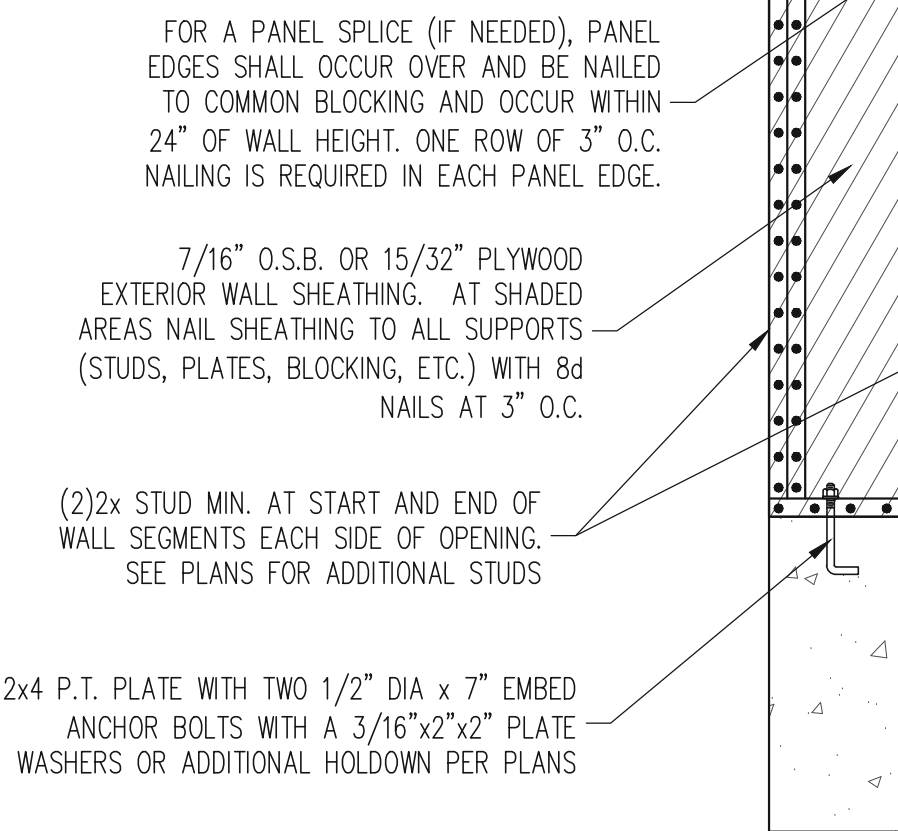 FOR A PANEL SPLICE (IF NEEDED), PANEL
EDGES SHALL OCCUR OVER AND BE NAILED
TO COMMON BLOCKING AND OCCUR WITHIN
24” OF WALL HEIGHT. ONE ROW OF 3” O.C.
NAILING IS REQUIRED IN EACH PANEL EDGE.
7/16” O.S.B. OR 15/32” PLYWOOD
EXTERIOR WALL SHEATHING. AT SHADED
AREAS NAIL SHEATHING TO ALL SUPPORTS
(STUDS, PLATES, BLOCKING, ETC.) WITH 8d
NAILS AT 3” O.C.
(2)2x STUD MIN. AT START AND END OF
WALL SEGMENTS EACH SIDE OF OPENING.
SEE PLANS FOR ADDITIONAL STUDS
2x4 P.T. PLATE WITH TWO 1/2” DIA x 7” EMBED
ANCHOR BOLTS WITH A 3/16”x2”x2” PLATE
WASHERS OR ADDITIONAL HOLDOWN PER PLANS